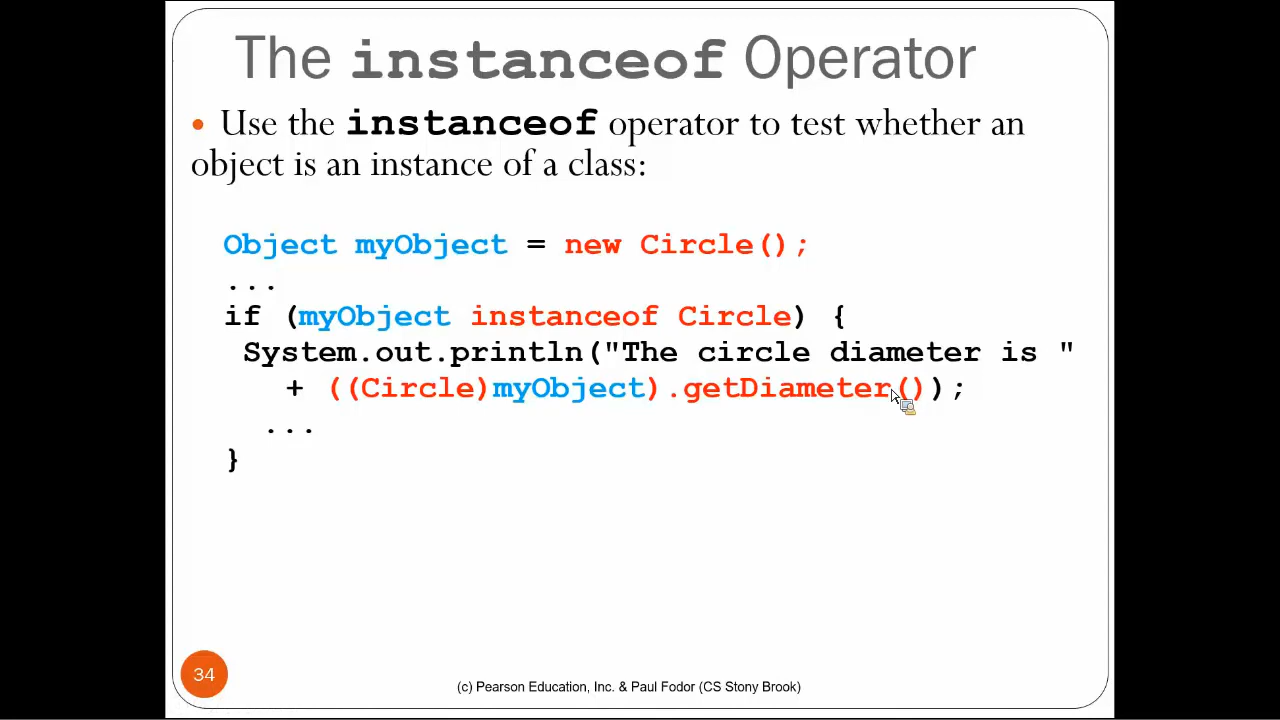 The instanceof Operator
• Use the instanceof operator to test whether an
object is an instance of a class:
Object myObject = new Circle();
...
if (myObject instanceof Circle) {
System.out.println("The circle diameter is "
+ ((Circle)myObject).getDiameter());
...
}
34
(c) Pearson Education, Inc. & Paul Fodor (CS Stony Brook)